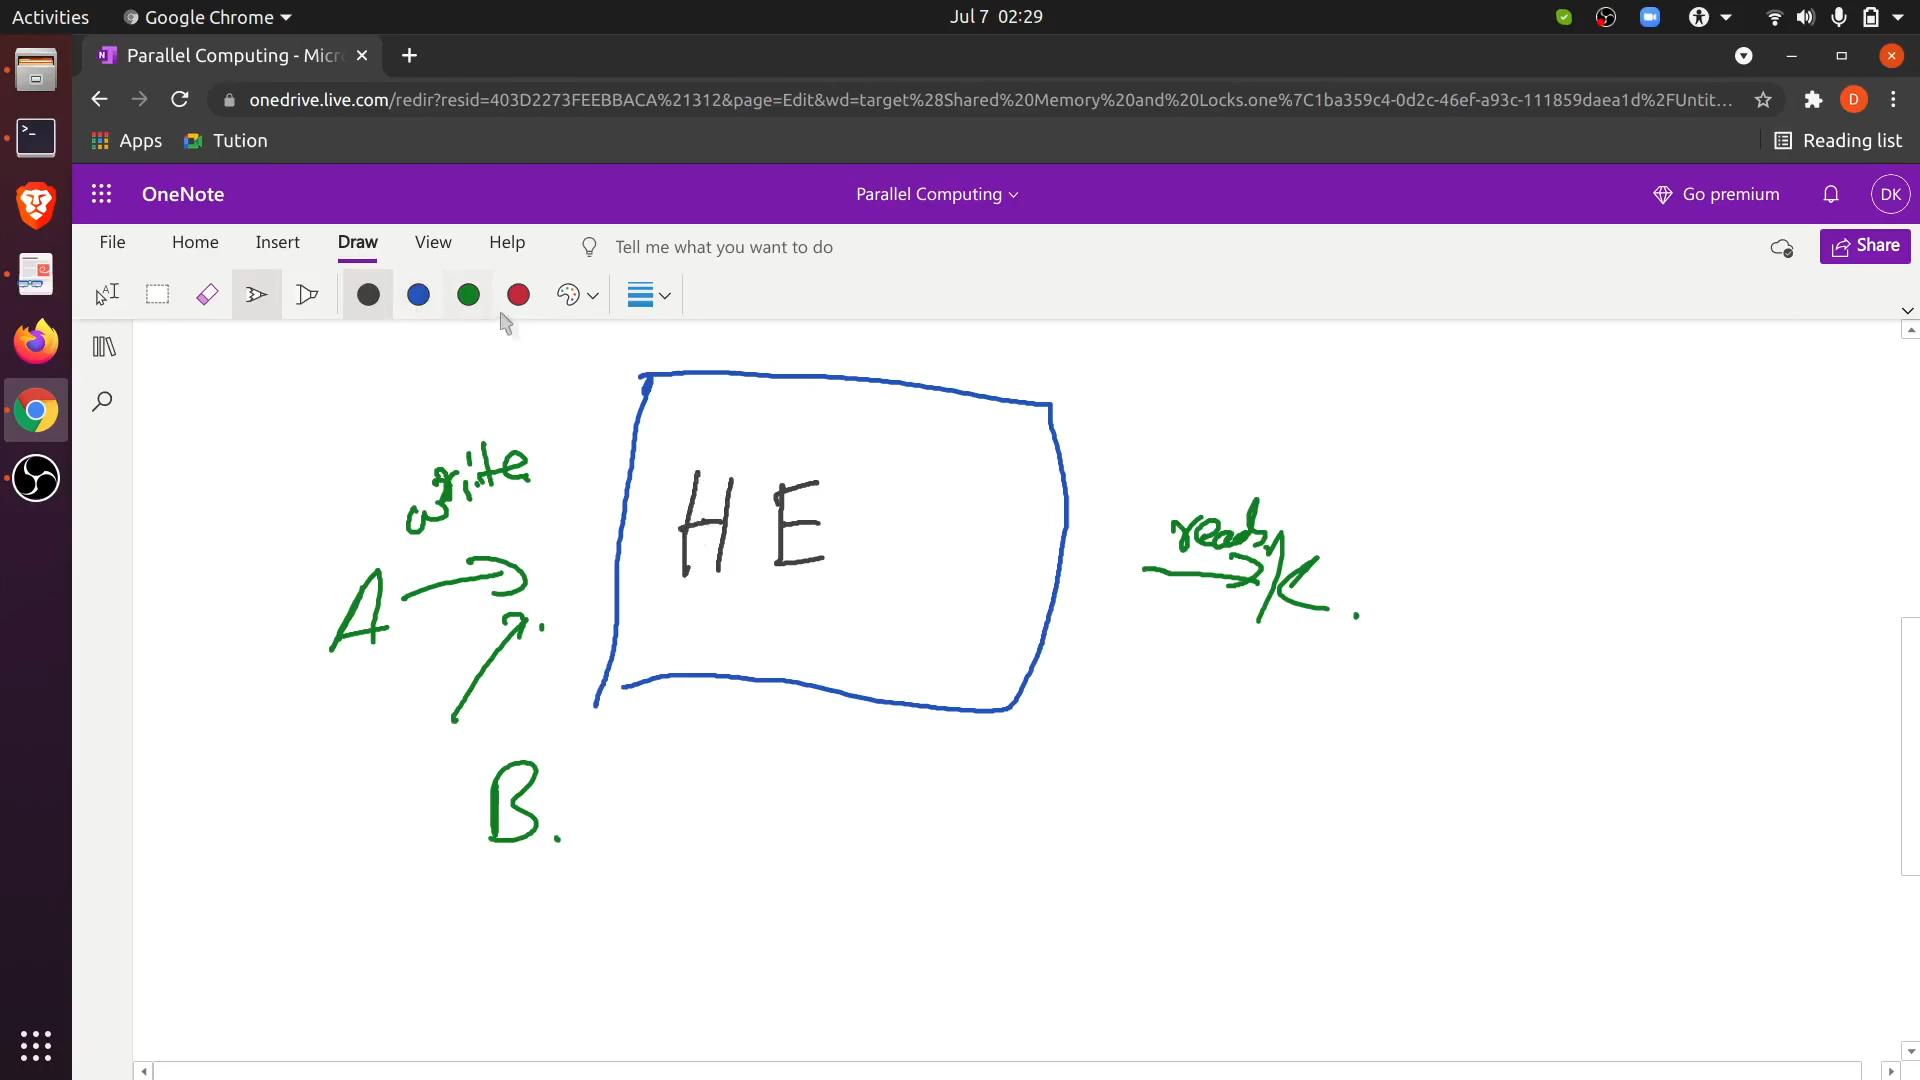 Activities Google Chrome Jul 7 02:29
Parallel Computing - Micr
onedrive.live.com/redir?resid=403D2273FEEBBACA%21312&page=Edit&wd=target%28Shared%20Memory%20and%20Locks.one%7C1ba359c4-0d2c-46ef-a93c-111859daea1d%2FUntit...
D
Apps Tution Reading list
OneNote Parallel Computing Go premium DK
File Home Insert Draw View Help Tell me what you want to do Share
write
H E
reads
A
B.